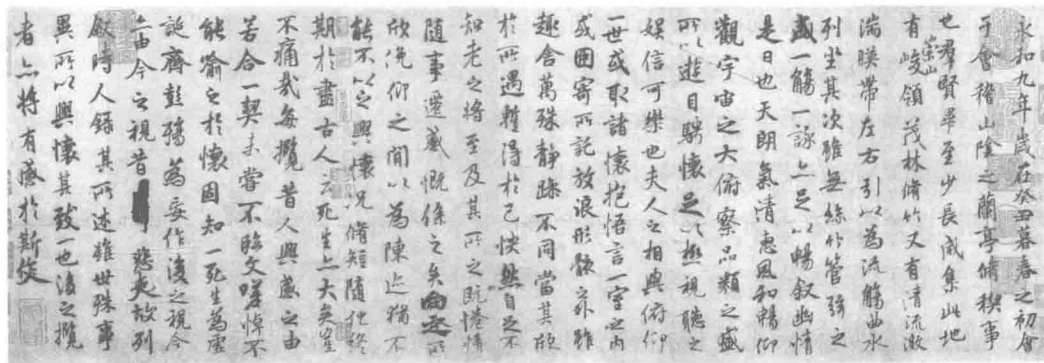 永和九年歲在癸丑暮春之初會
于會稽山陰之蘭亭脩稧事
也羣賢畢至少長咸集此地
有崇山峻領茂林脩竹又有清流激
湍暎帶左右引以為流觴曲水
列坐其次雖無絲竹管弦之
盛一觴一詠亦足以暢叙幽情
是日也天朗氣清惠風和暢仰
觀宇宙之大俯察品類之盛
所以遊目騁懷足以極視聽之
娛信可樂也夫人之相與俯仰
一世或取諸懷抱悟言一室之內
或因寄所託放浪形骸之外雖
趣舍萬殊靜躁不同當其欣
於所遇蹔得於己怏然自足不
知老之將至及其所之既惓情
隨事遷感慨係之矣向之所
欣俛仰之間以為陳迹猶不
能不以之興懷況脩短隨化終
期於盡古人云死生亦大矣豈
不痛哉每攬昔人興感之由
若合一契未嘗不臨文嗟悼不
能喻之於懷固知一死生為虛
誕齊彭殤為妄作後之視今
亦由今之視昔悲夫故列
叙時人錄其所述雖世殊事
異所以興懷其致一也後之攬
者亦將有感於斯文